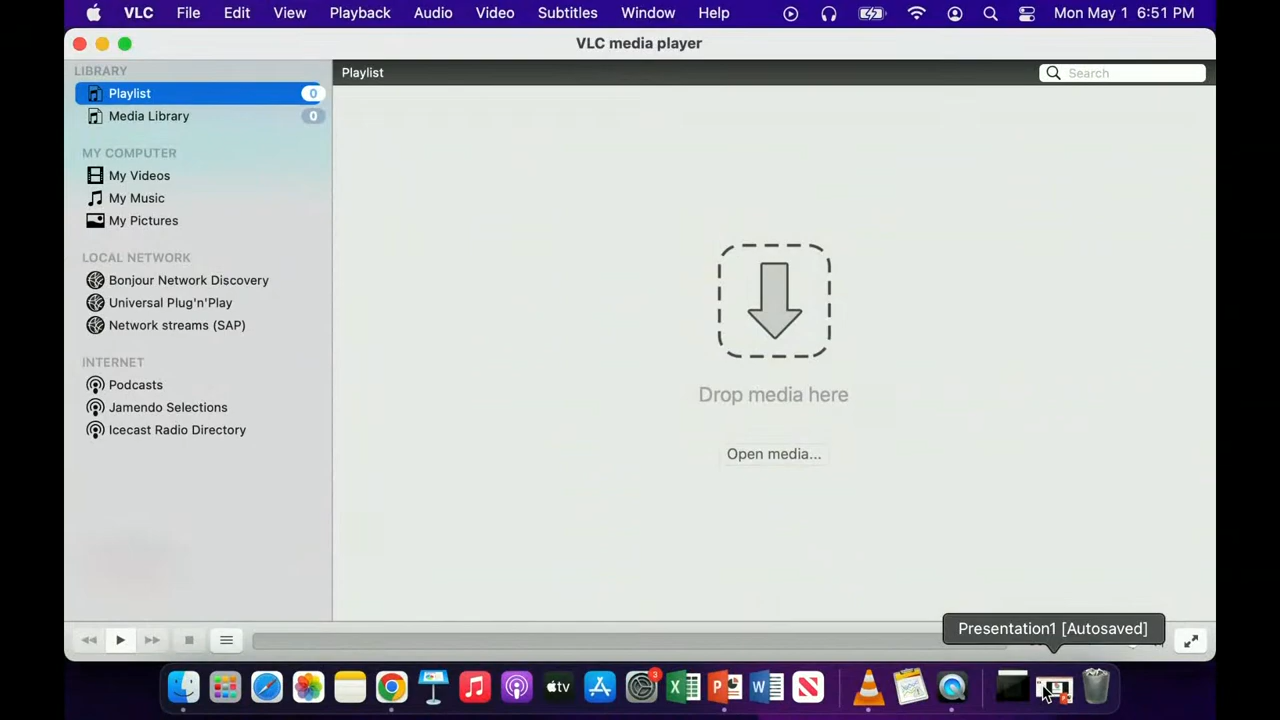 VLC File Edit View Playback Audio Video Subtitles Window Help Mon May 1 6:51 PM
VLC media player
LIBRARY
Playlist 0
Media Library 0
MY COMPUTER
My Videos
My Music
My Pictures
LOCAL NETWORK
Bonjour Network Discovery
Universal Plug'n'Play
Network streams (SAP)
INTERNET
Podcasts
Jamendo Selections
Icecast Radio Directory
Playlist
Search
Drop media here
Open media...
Presentation1 [Autosaved]
tv
3
X
P
W